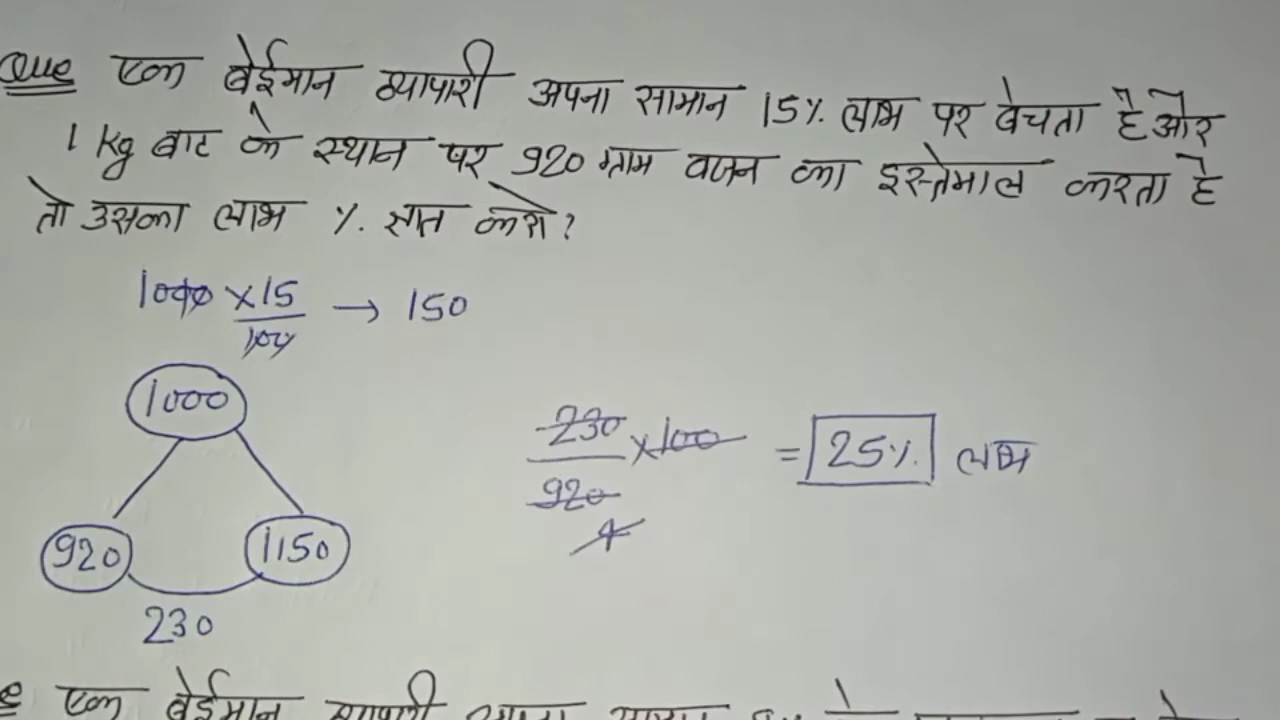 Que एक बेईमान व्यापारी अपना सामान 15% लाभ पर बेचता है और
1 kg बाट के स्थान पर 920 ग्राम वजन का इस्तेमाल करता है
तो उसका लाभ % ज्ञात करो?
1000 × 15 → 150
100
1000
920
1150
230
230 × 100 = 25% लाभ
920
4
एक बेईमान व्यापारी अपना